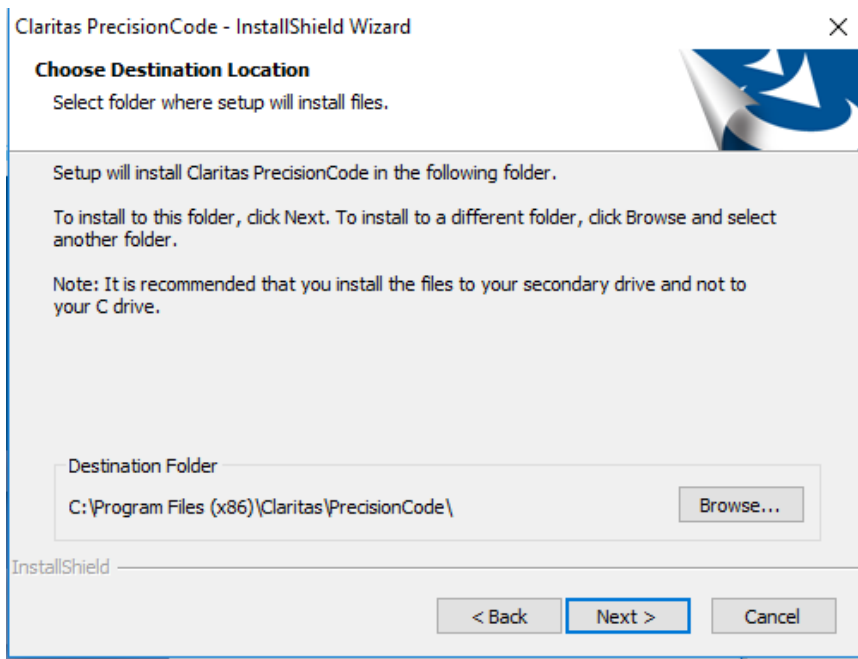 Claritas PrecisionCode - InstallShield Wizard
Choose Destination Location
Select folder where setup will install files.
Setup will install Claritas PrecisionCode in the following folder.
To install to this folder, click Next. To install to a different folder, click Browse and select
another folder.
Note: It is recommended that you install the files to your secondary drive and not to
your C drive.
Destination Folder
C:\Program Files (x86)\Claritas\PrecisionCode\
Browse...
InstallShield
< Back
Next >
Cancel